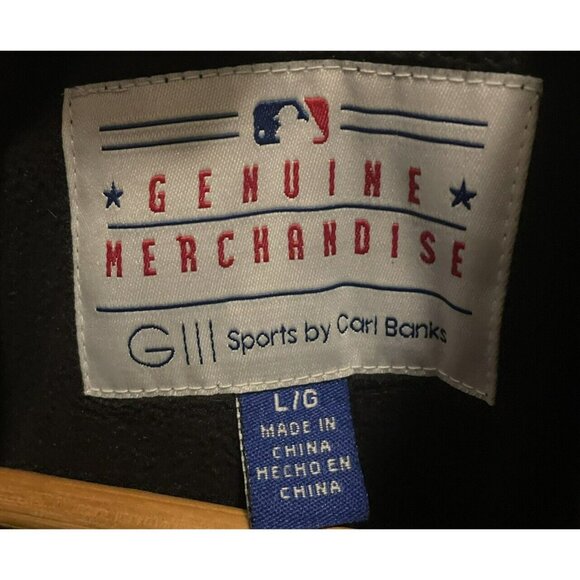 GENUINE
MERCHANDISE
GIII Sports by Carl Banks
L/G
MADE IN
CHINA
HECHO EN
CHINA